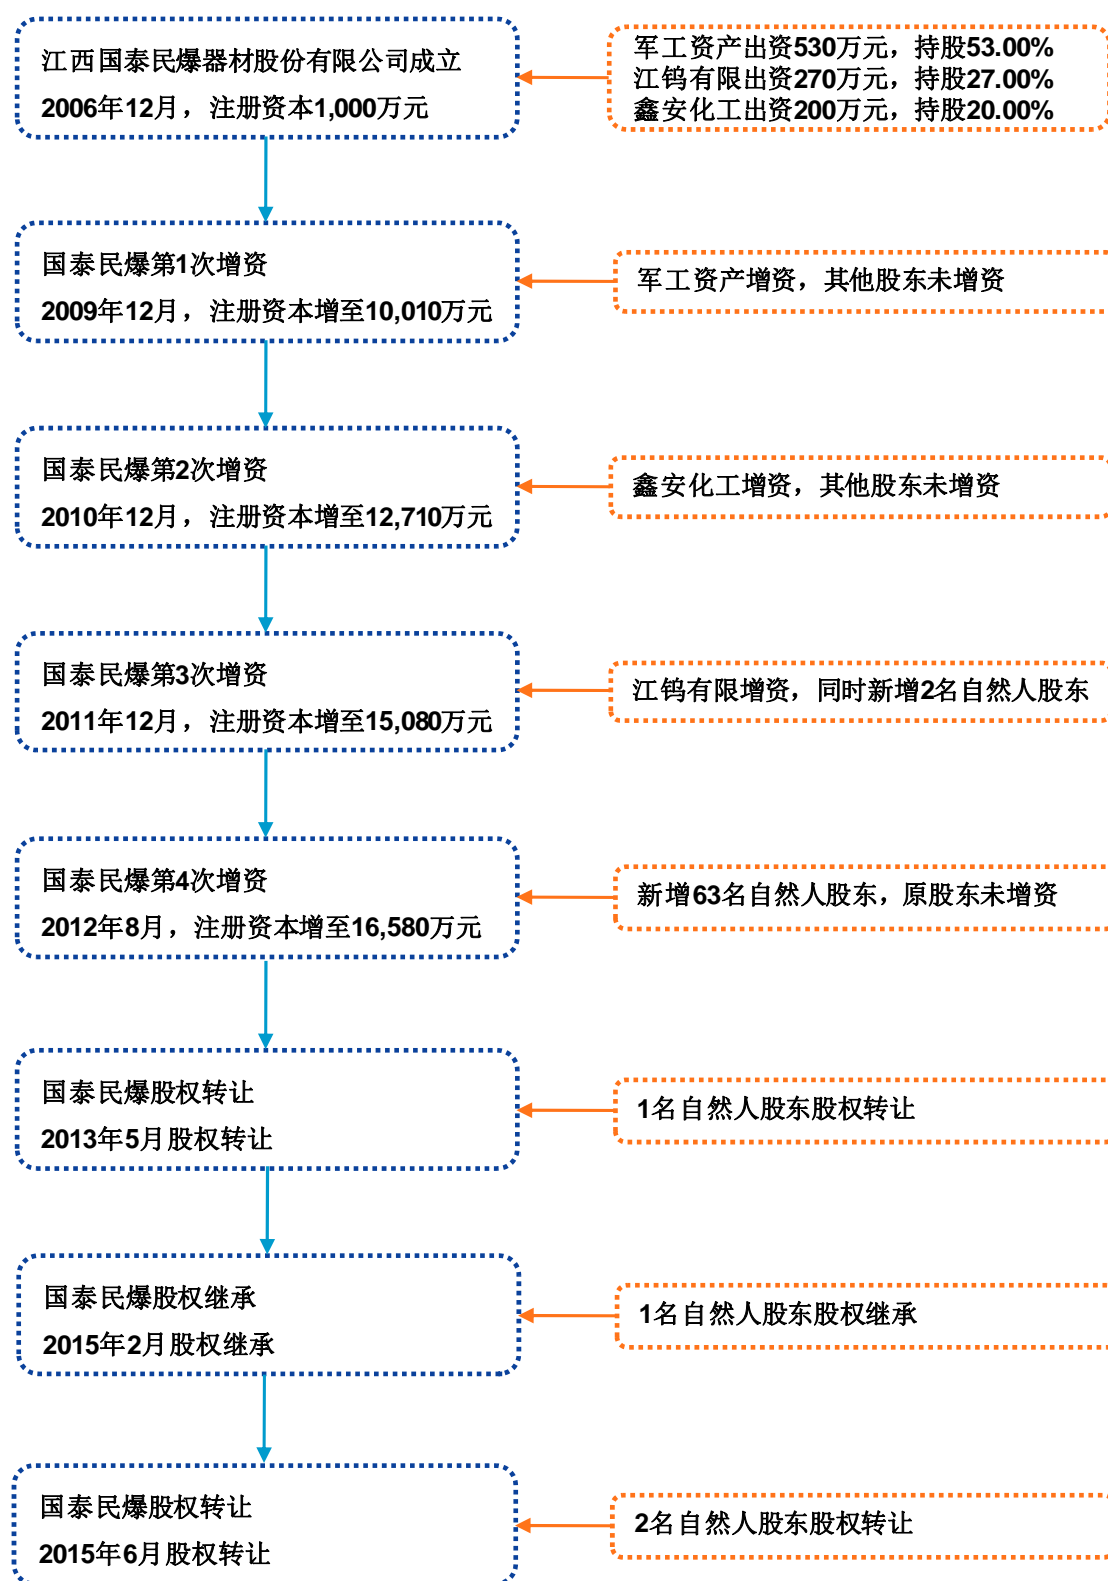 江西国泰民爆器材股份有限公司成立
2006年12月，注册资本1,000万元
军工资产出资530万元，持股53.00%
江钨有限出资270万元，持股27.00%
鑫安化工出资200万元，持股20.00%
国泰民爆第1次增资
2009年12月，注册资本增至10,010万元
军工资产增资，其他股东未增资
国泰民爆第2次增资
2010年12月，注册资本增至12,710万元
鑫安化工增资，其他股东未增资
国泰民爆第3次增资
2011年12月，注册资本增至15,080万元
江钨有限增资，同时新增2名自然人股东
国泰民爆第4次增资
2012年8月，注册资本增至16,580万元
新增63名自然人股东，原股东未增资
国泰民爆股权转让
2013年5月股权转让
1名自然人股东股权转让
国泰民爆股权继承
2015年2月股权继承
1名自然人股东股权继承
国泰民爆股权转让
2015年6月股权转让
2名自然人股东股权转让